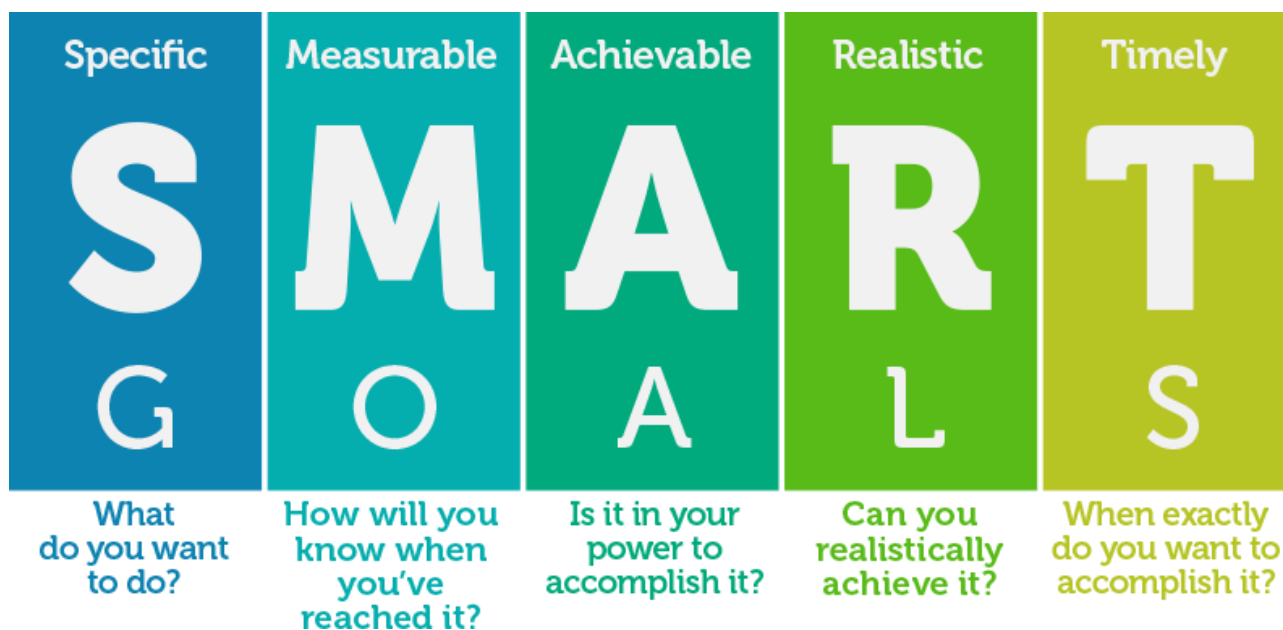 Specific Measurable Achievable Realistic Timely
S M A R T
G O A L S
What
do you want
to do?
How will you
know when
you've
reached it?
Is it in your
power to
accomplish it?
Can you
realistically
achieve it?
When exactly
do you want to
accomplish it?